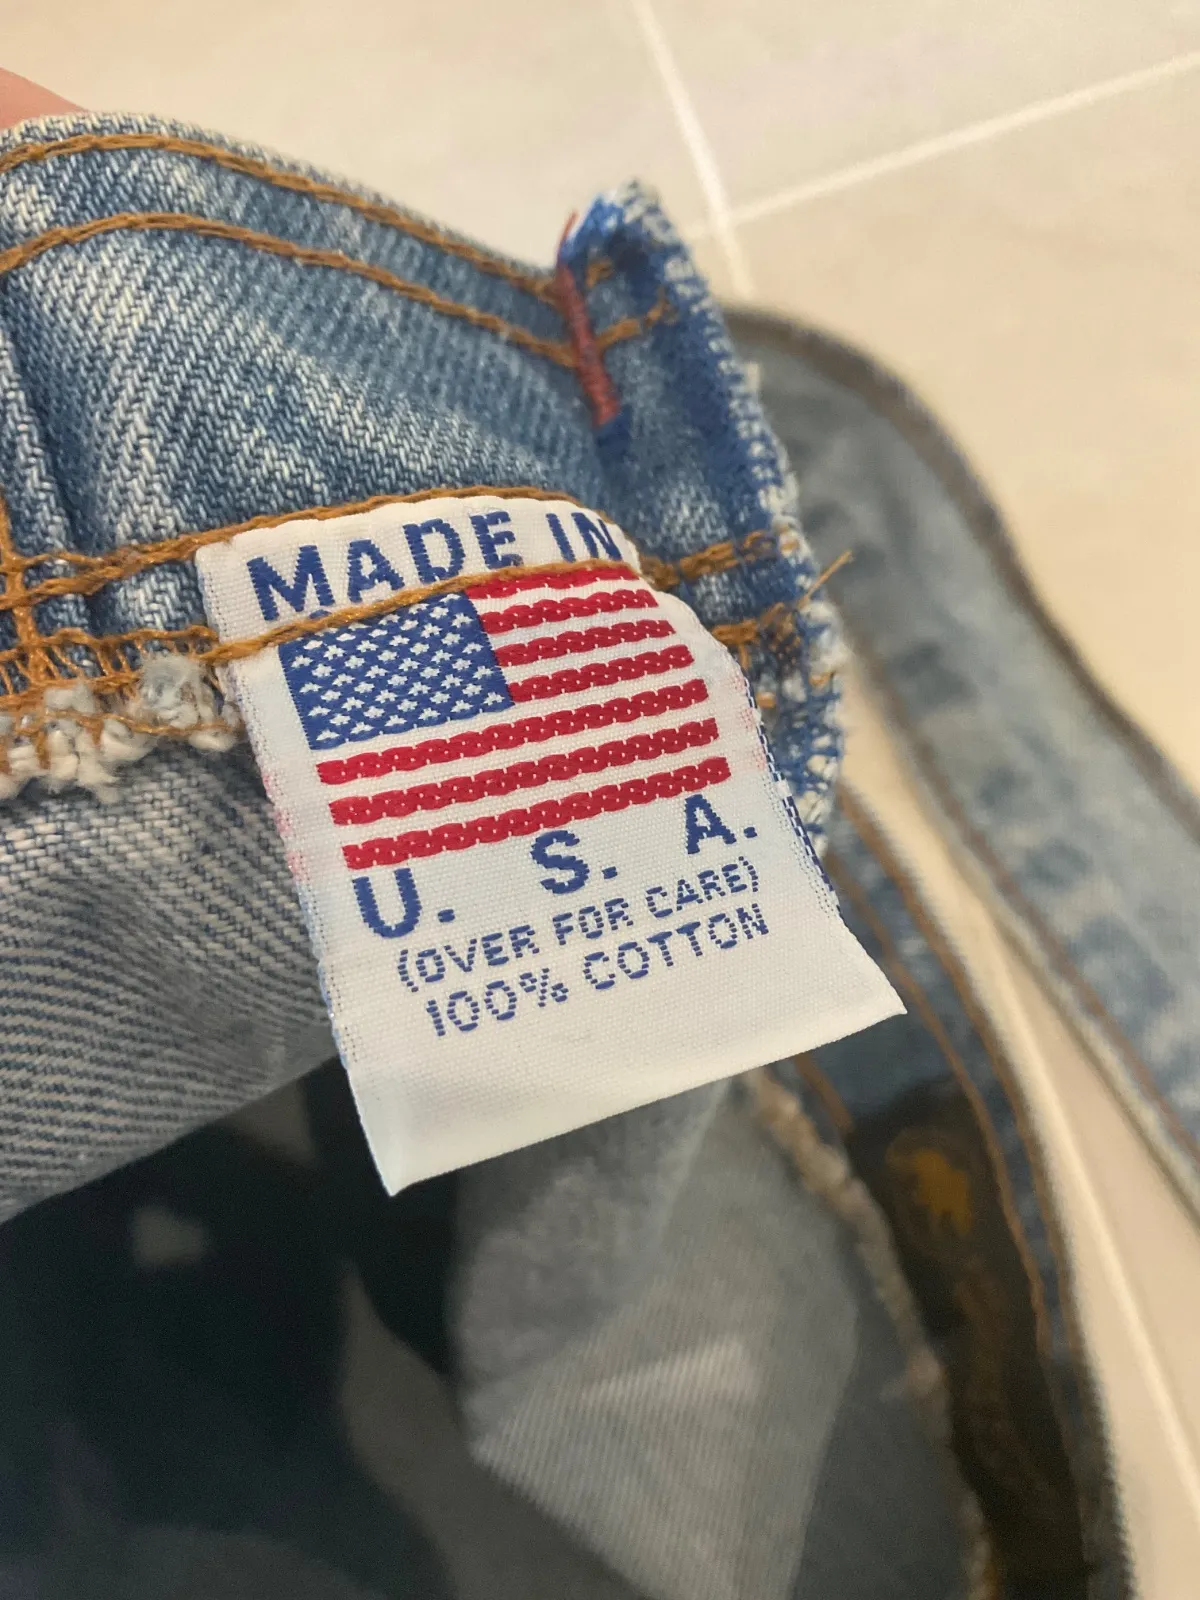 MADE IN
U. S. A.
(OVER FOR CARE)
100% COTTON